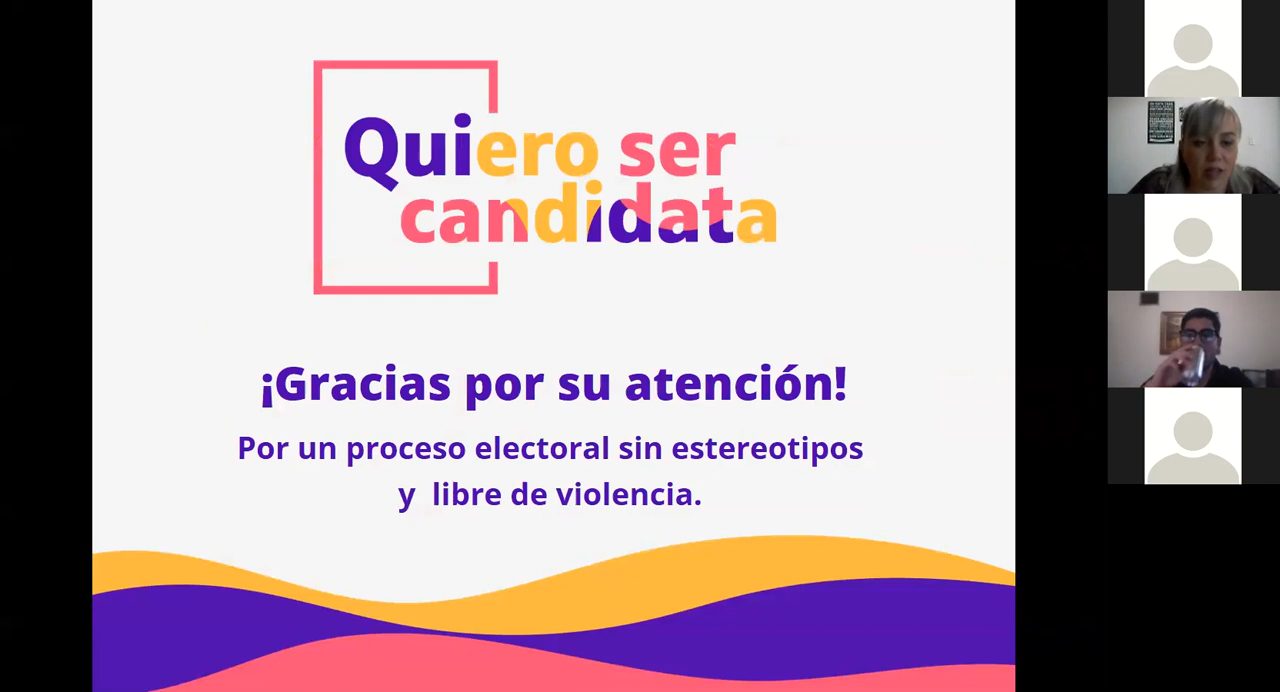 Quiero ser
candidata
¡Gracias por su atención!
Por un proceso electoral sin estereotipos
y libre de violencia.